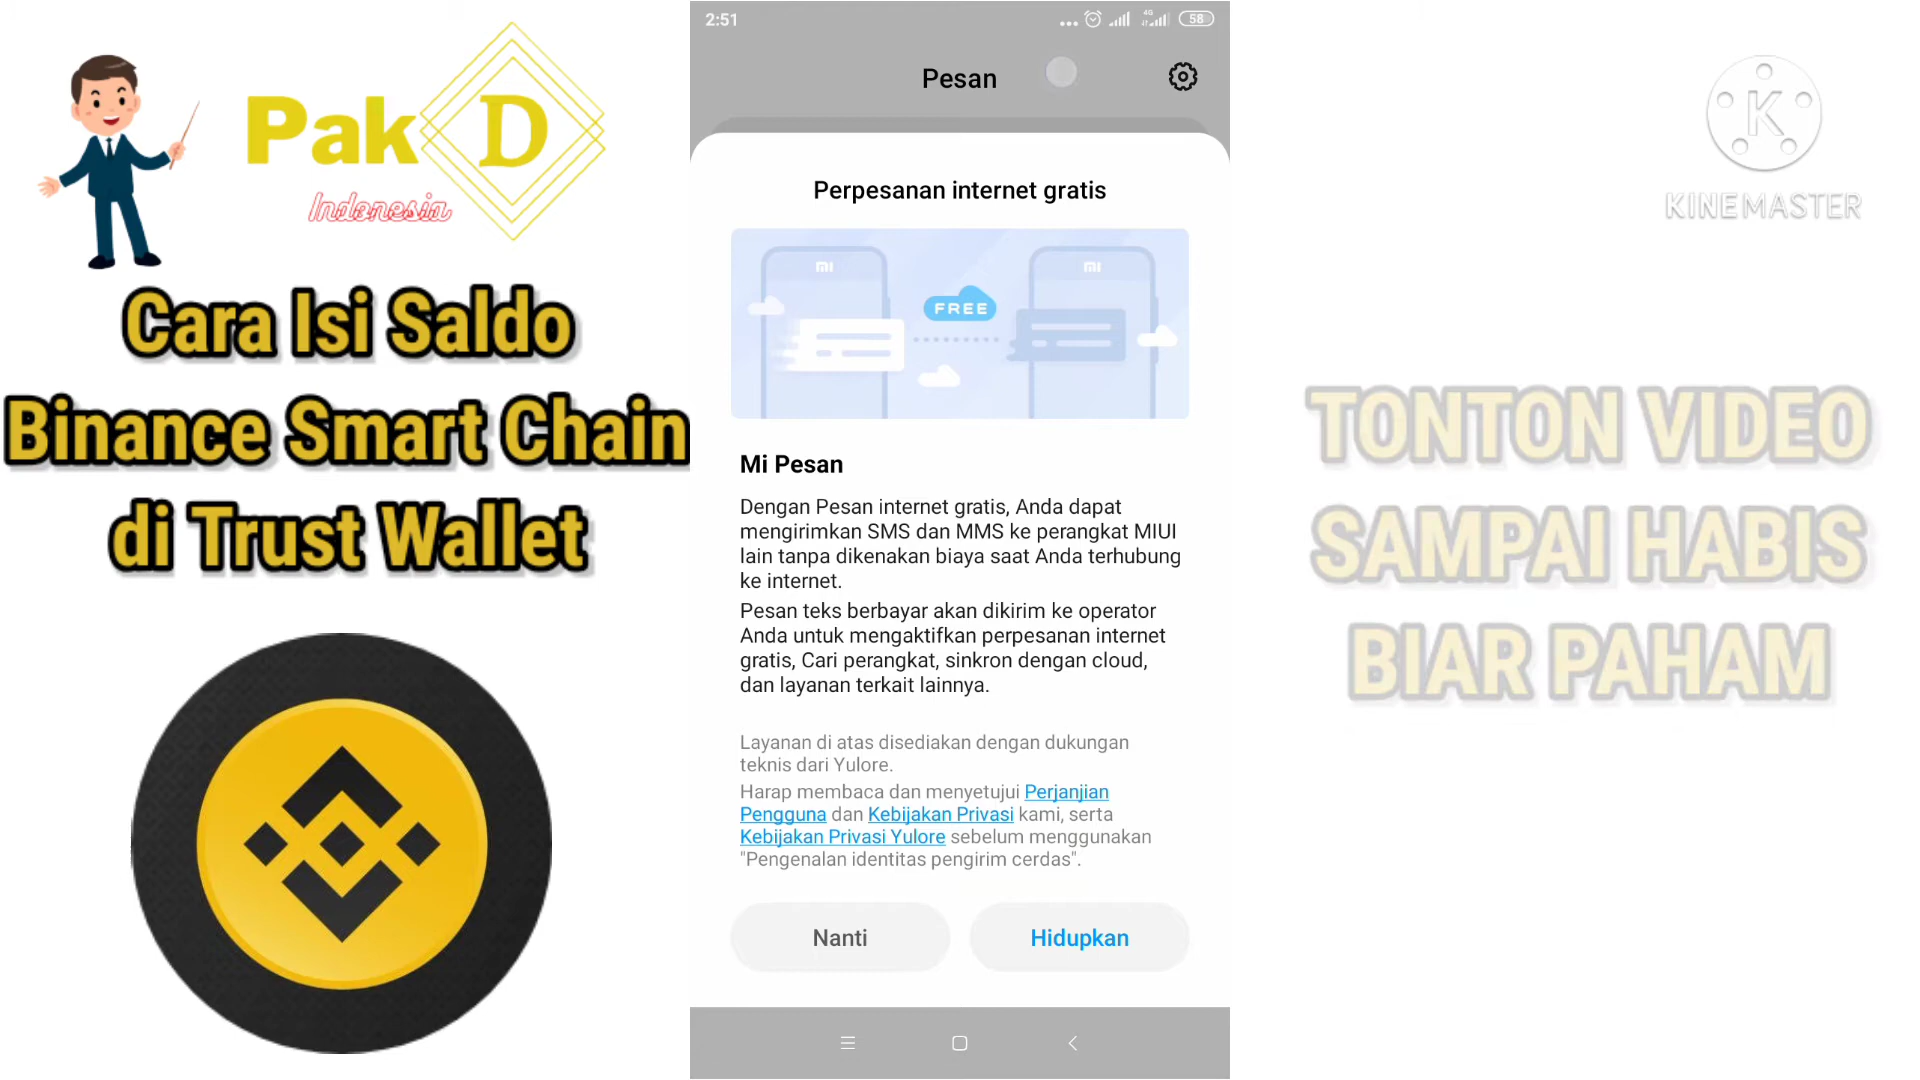 Pak D
Indonesia
Cara Isi Saldo
Binance Smart Chain
di Trust Wallet
2:51
4G
58
Pesan
Perpesanan internet gratis
mi
mi
FREE
Mi Pesan
Dengan Pesan internet gratis, Anda dapat
mengirimkan SMS dan MMS ke perangkat MIUI
lain tanpa dikenakan biaya saat Anda terhubung
ke internet.
Pesan teks berbayar akan dikirim ke operator
Anda untuk mengaktifkan perpesanan internet
gratis, Cari perangkat, sinkron dengan cloud,
dan layanan terkait lainnya.
Layanan di atas disediakan dengan dukungan
teknis dari Yulore.
Harap membaca dan menyetujui Perjanjian
Pengguna dan Kebijakan Privasi kami, serta
Kebijakan Privasi Yulore sebelum menggunakan
"Pengenalan identitas pengirim cerdas".
Nanti
Hidupkan
K
KINEMASTER
TONTON VIDEO
SAMPAI HABIS
BIAR PAHAM